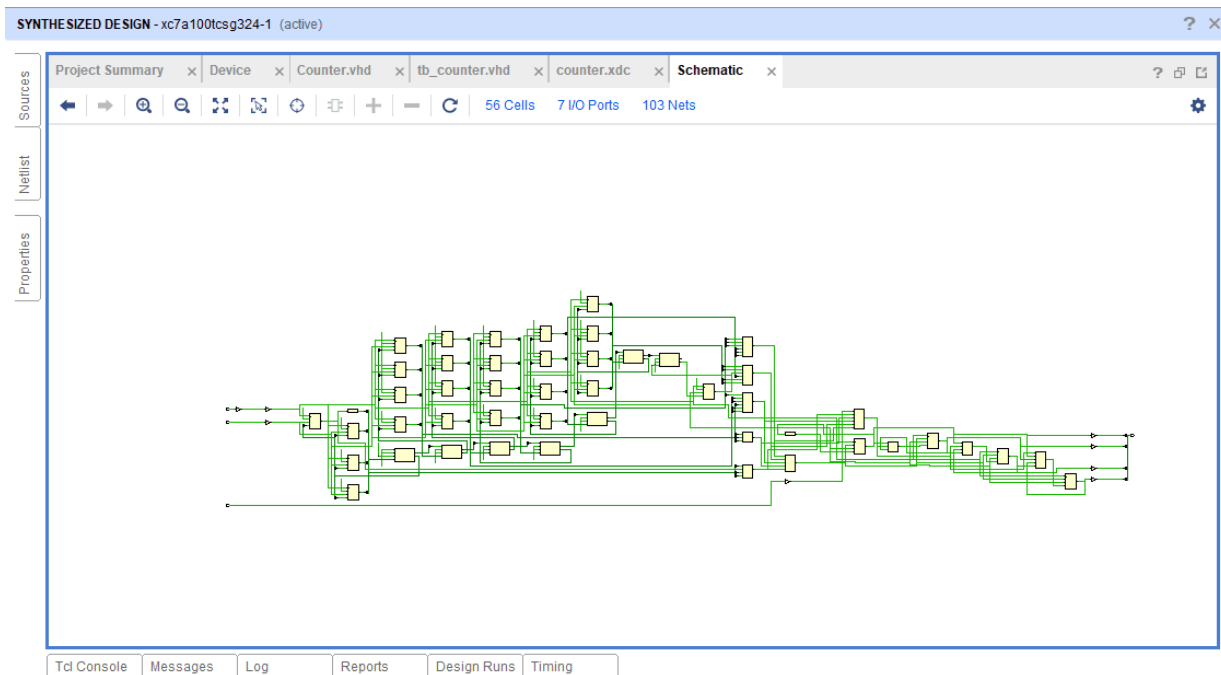 SYNTHESIZED DESIGN - xc7a100tcsg324-1 (active) ? ×
Sources
Netlist
Properties
Project Summary × Device × Counter.vhd × tb_counter.vhd × counter.xdc × Schematic × ?
56 Cells 7 I/O Ports 103 Nets
Tcl Console Messages Log Reports Design Runs Timing